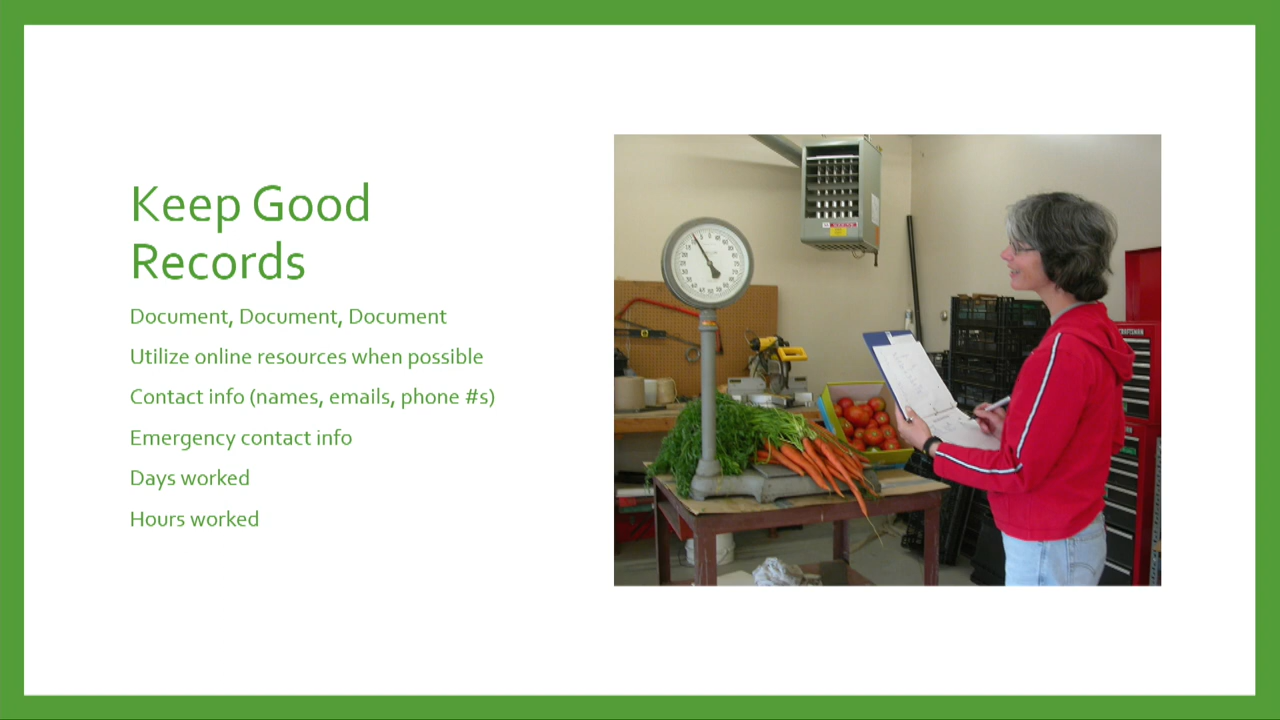 Keep Good
Records
Document, Document, Document
Utilize online resources when possible
Contact info (names, emails, phone #s)
Emergency contact info
Days worked
Hours worked
CRAFTSMAN